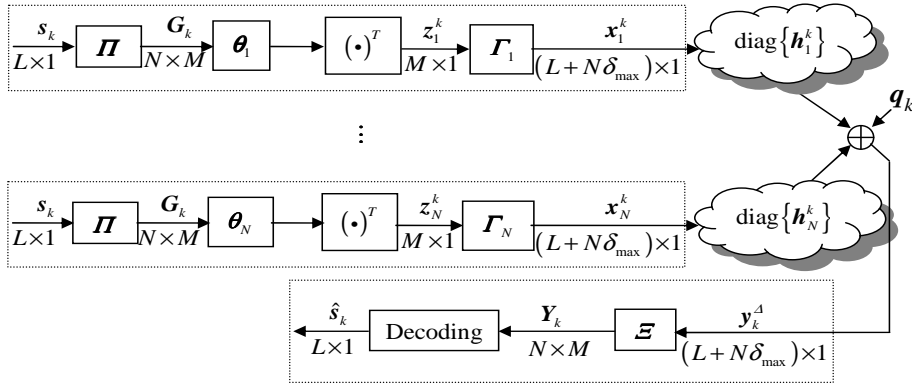 s_k G_k z_1^k x_1^k
Π θ_1 (•)^T Γ_1 diag{h_1^k}
L×1 N×M M×1 (L+Nδ_max)×1
q_k
⋮
s_k G_k z_N^k x_N^k
Π θ_N (•)^T Γ_N diag{h_N^k}
L×1 N×M M×1 (L+Nδ_max)×1
ŝ_k Y_k y_k^Δ
Decoding Ξ
L×1 N×M (L+Nδ_max)×1